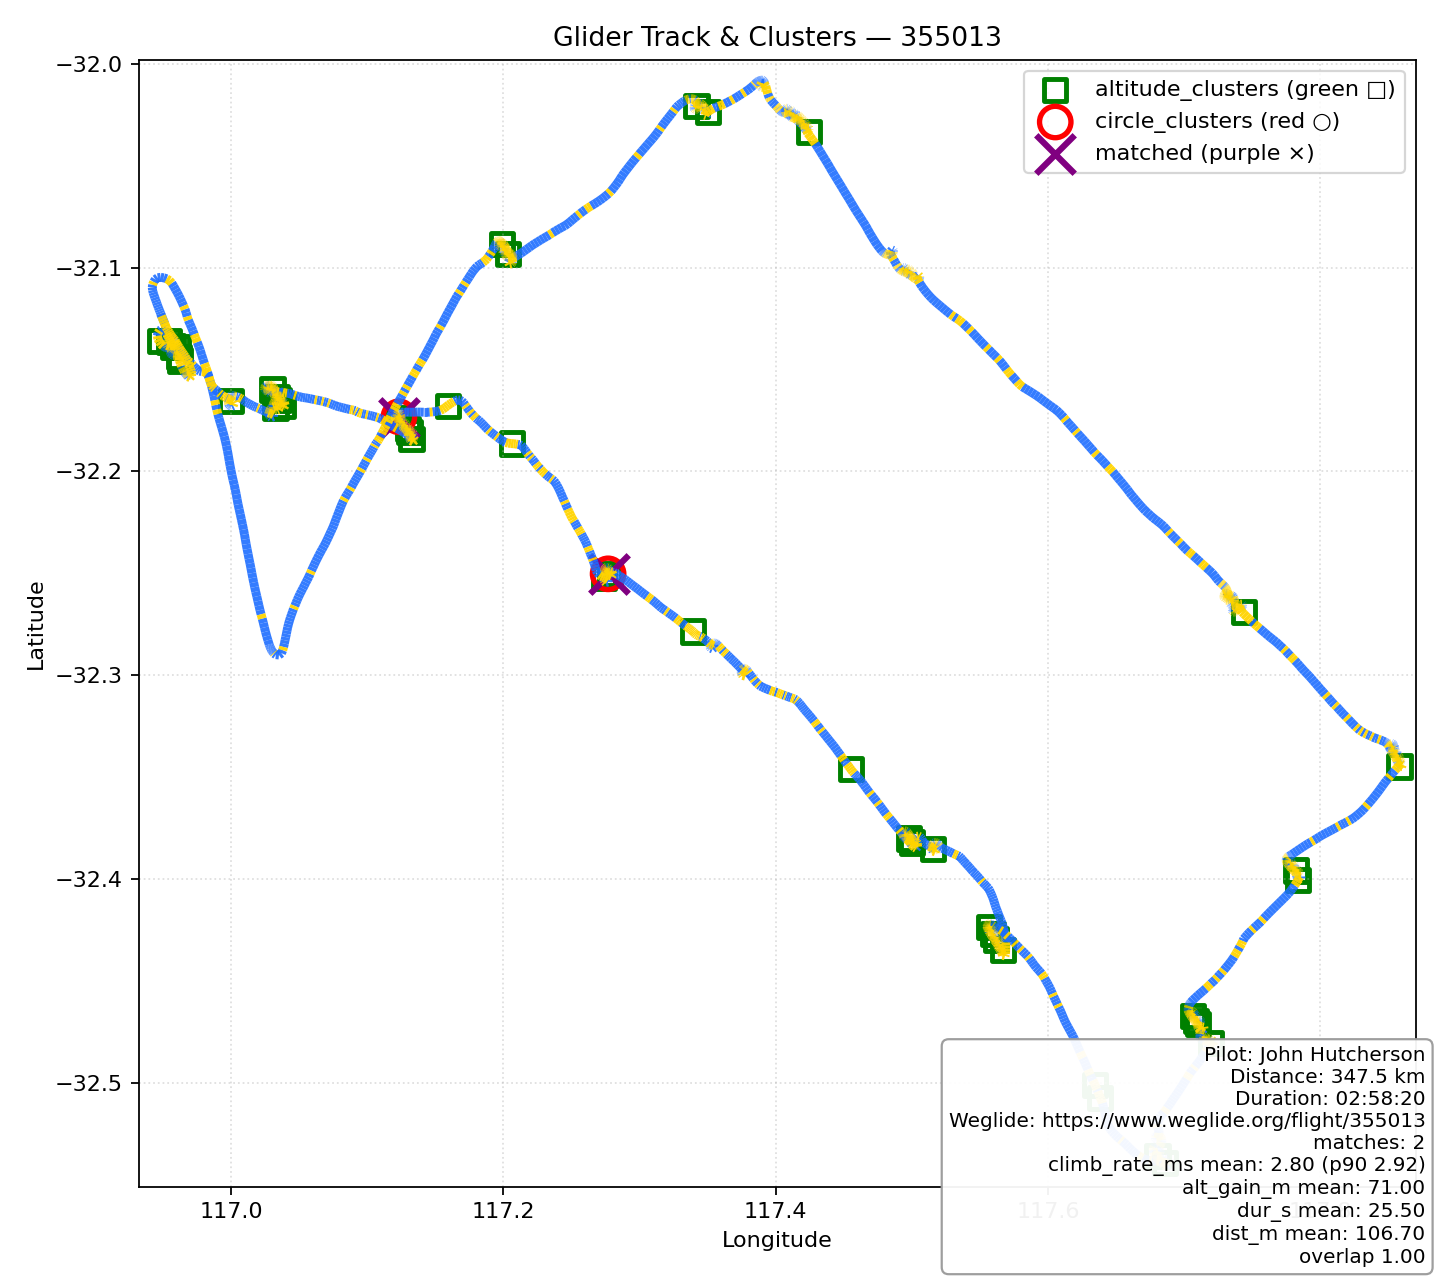 Glider Track & Clusters — 355013
altitude_clusters (green □)
circle_clusters (red ○)
matched (purple ×)
Latitude
−32.0
−32.1
−32.2
−32.3
−32.4
−32.5
117.0
117.2
117.4
117.6
Longitude
Pilot: John Hutcherson
Distance: 347.5 km
Duration: 02:58:20
Weglide: https://www.weglide.org/flight/355013
matches: 2
climb_rate_ms mean: 2.80 (p90 2.92)
alt_gain_m mean: 71.00
dur_s mean: 25.50
dist_m mean: 106.70
overlap 1.00